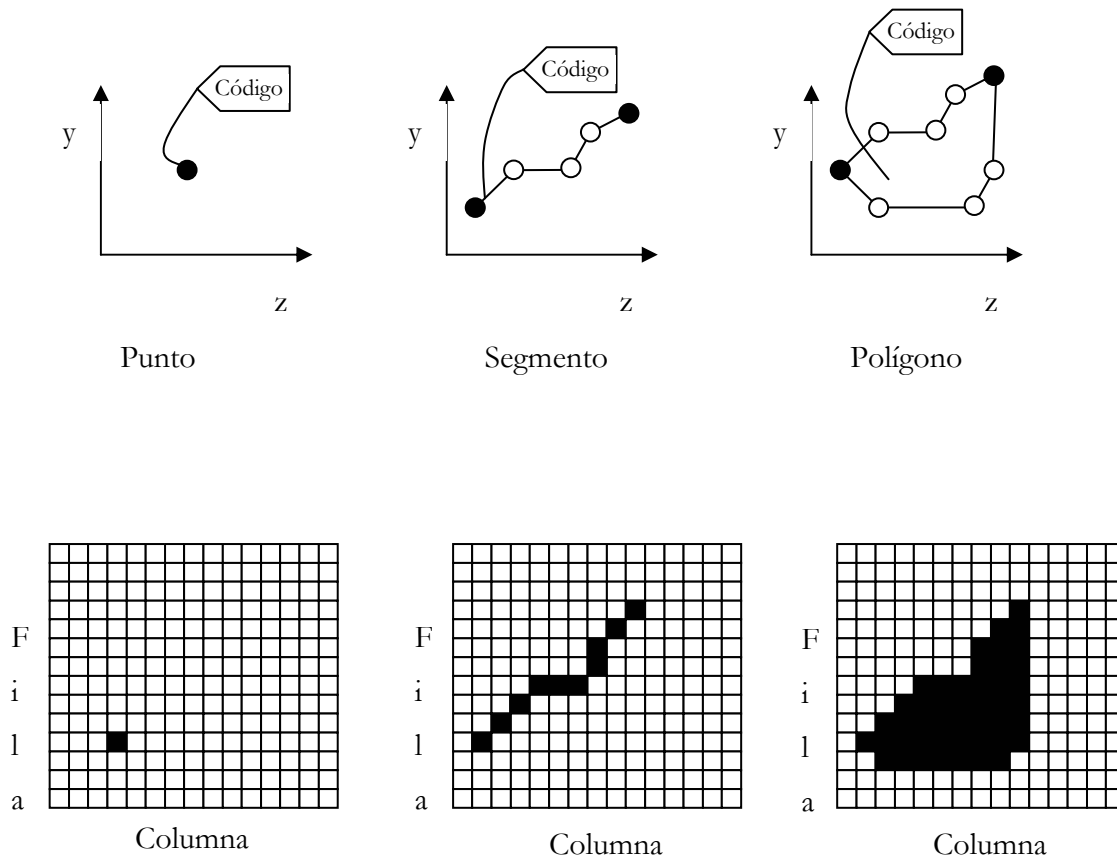 Código
Código
Código
y
y
y
z
z
z
Punto
Segmento
Polígono
F
i
l
a
F
i
l
a
Columna
Columna
Columna